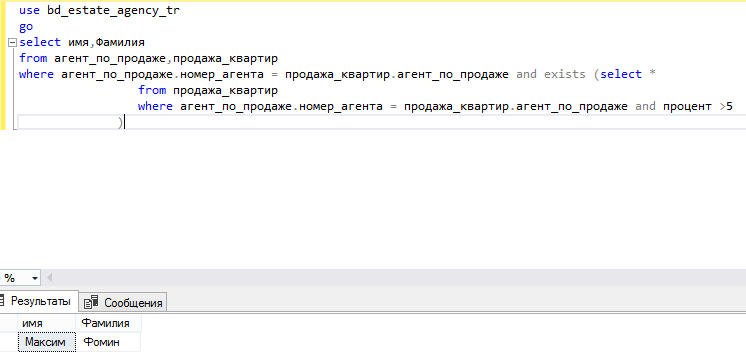 use bd_estate_agency_tr
go
select имя,Фамилия
from агент_по_продаже,продажа_квартир
where агент_по_продаже.номер_агента = продажа_квартир.агент_по_продаже and exists (select *
from продажа_квартир
where агент_по_продаже.номер_агента = продажа_квартир.агент_по_продаже and процент >5
)
%
Результаты Сообщения
имя Фамилия
Максим Фомин